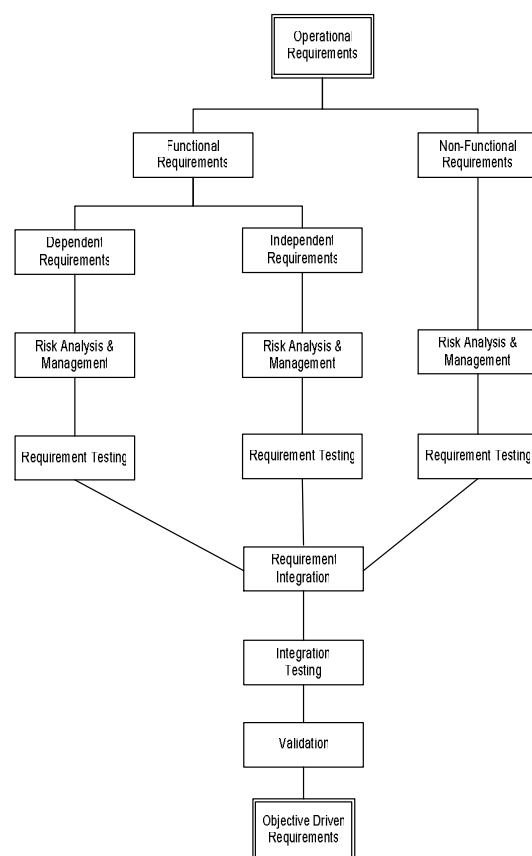 Operational
Requirements
Functional
Requirements
Non-Functional
Requirements
Dependent
Requirements
Independent
Requirements
Risk Analysis &
Management
Risk Analysis &
Management
Risk Analysis &
Management
Requirement Testing
Requirement Testing
Requirement Testing
Requirement
Integration
Integration
Testing
Validation
Objective Driven
Requirements